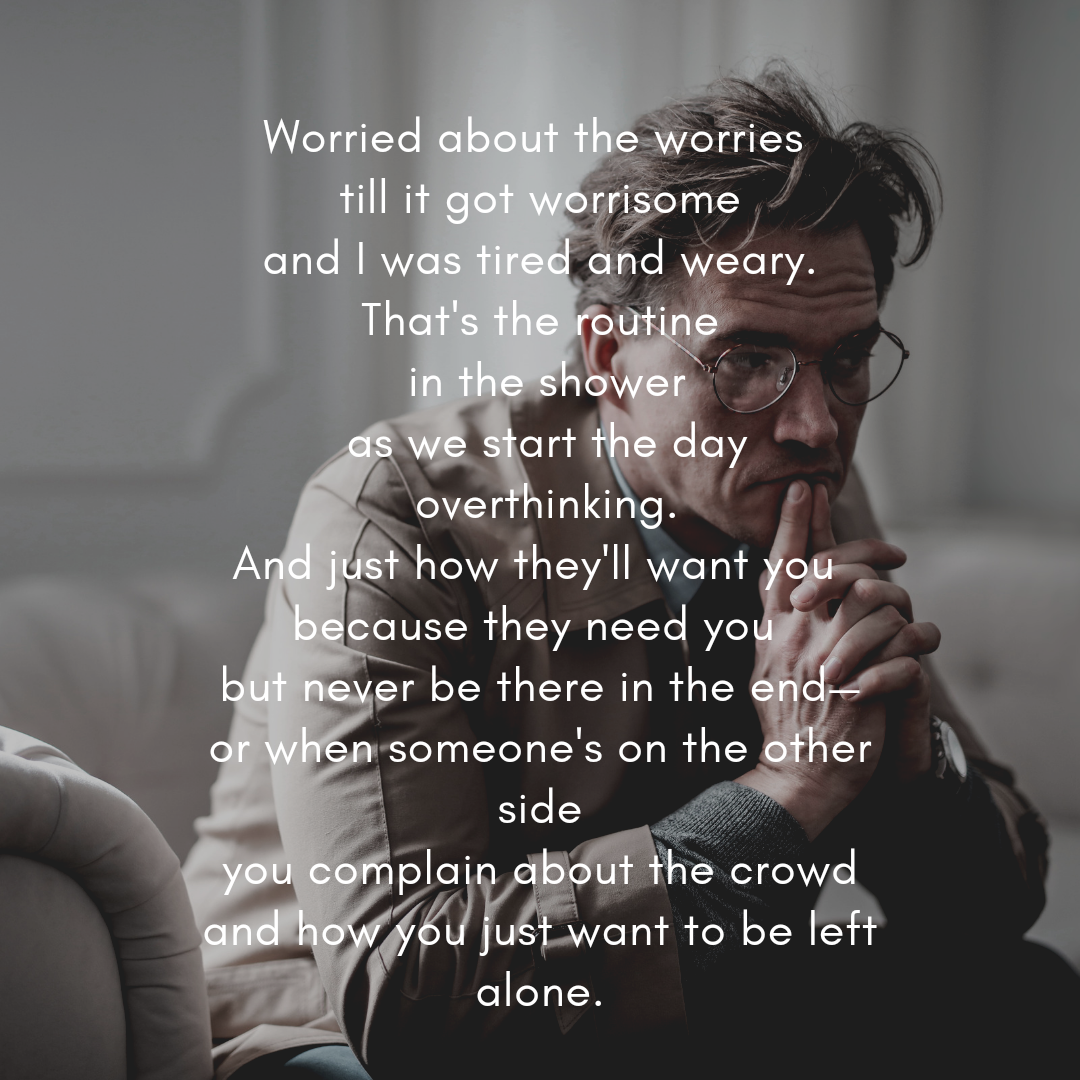 Worried about the worries
till it got worrisome
and I was tired and weary.
That's the routine
in the shower
as we start the day
overthinking.
And just how they'll want you
because they need you
but never be there in the end—
or when someone's on the other
side
you complain about the crowd
and how you just want to be left
alone.